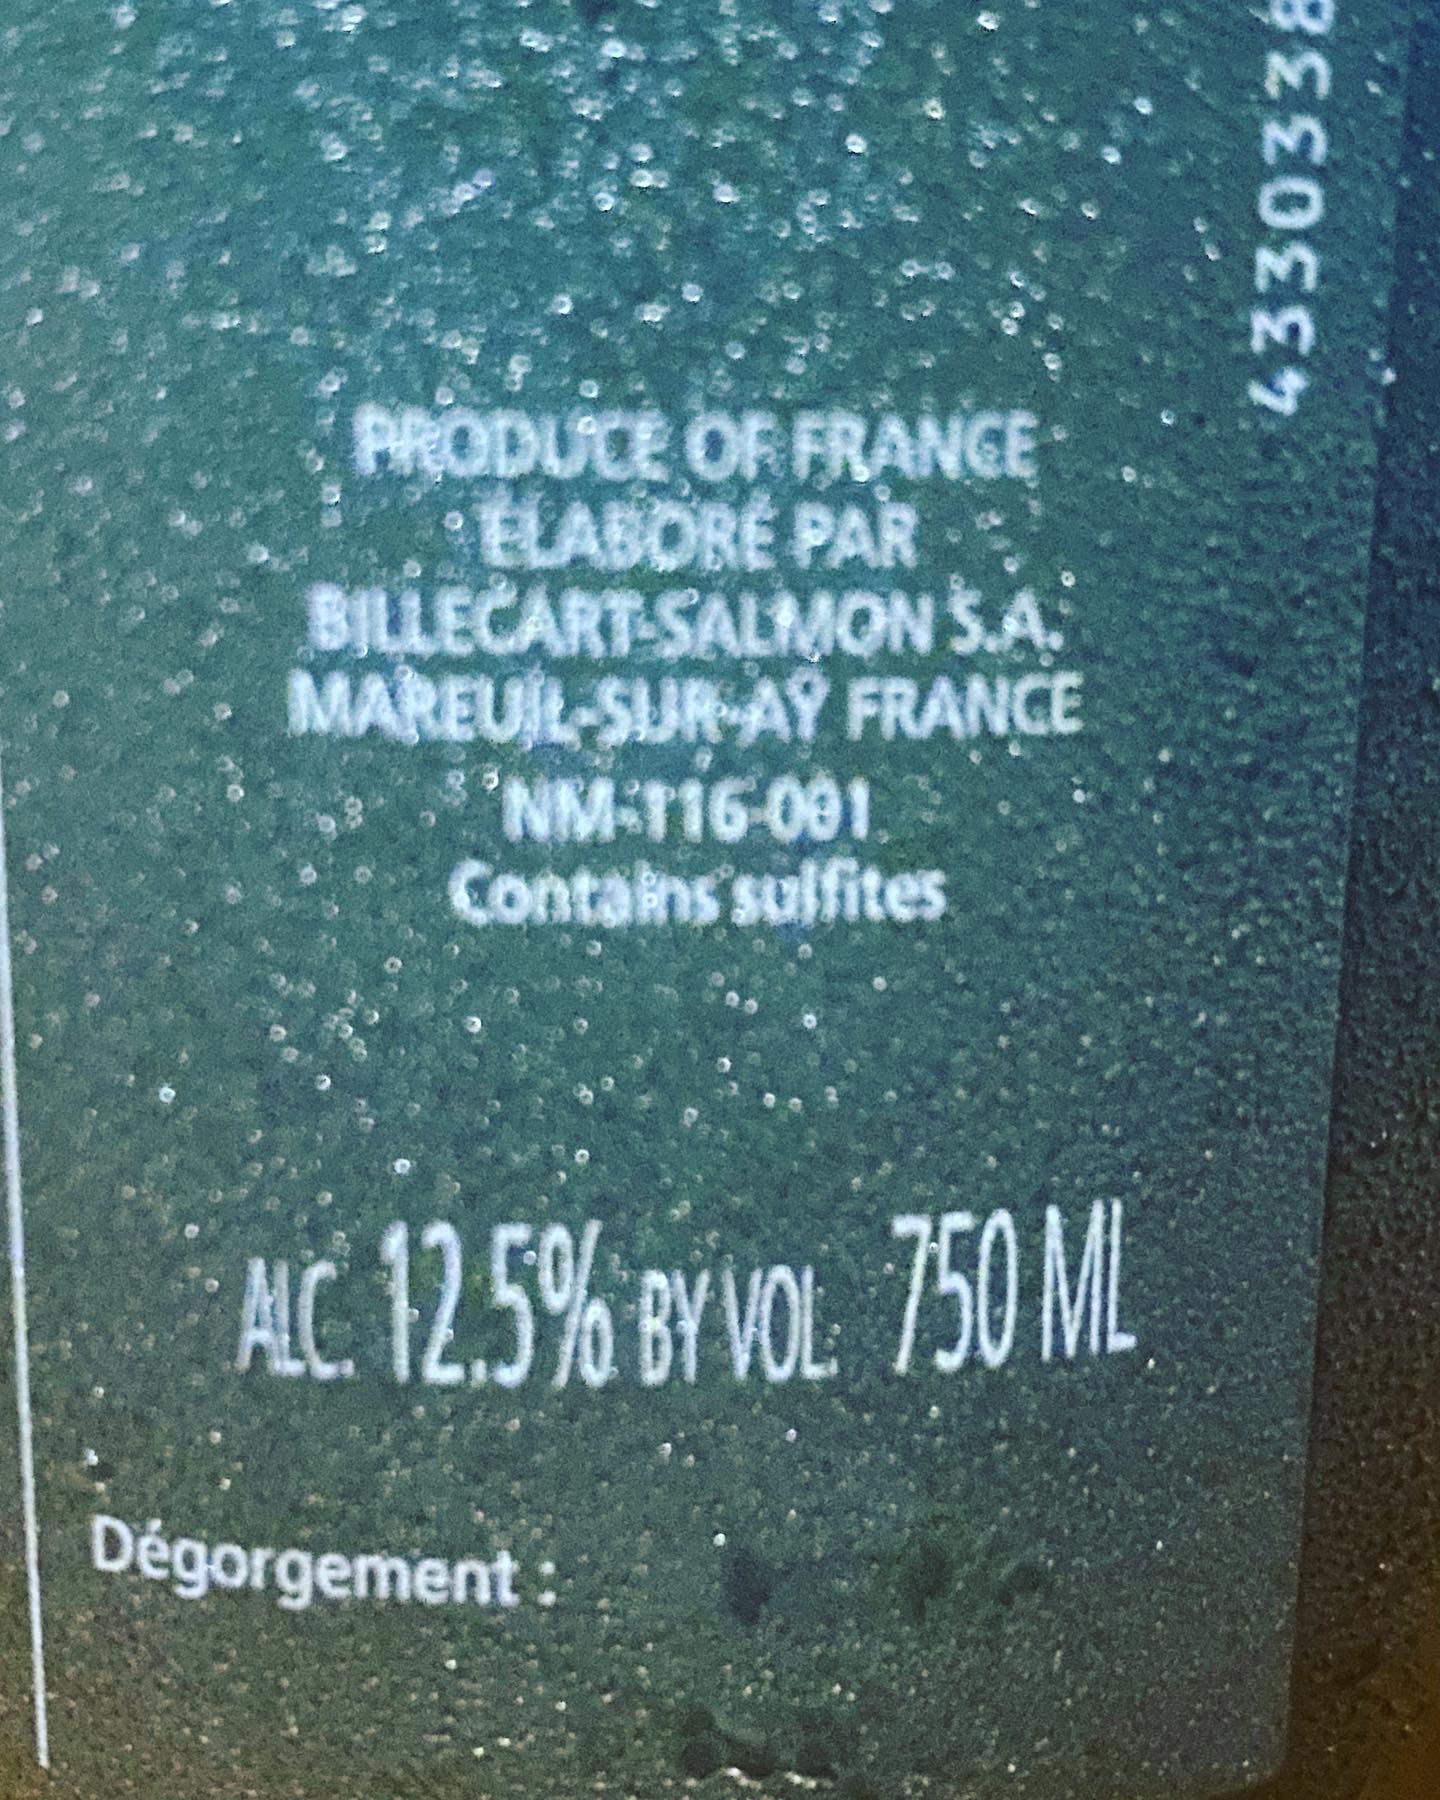 4330338
PRODUCE OF FRANCE
ÉLABORÉ PAR
BILLECART-SALMON S.A.
MAREUIL-SUR-AŸ FRANCE
NM-116-001
Contains sulfites
ALC. 12.5% BY VOL. 750 ML
Dégorgement :